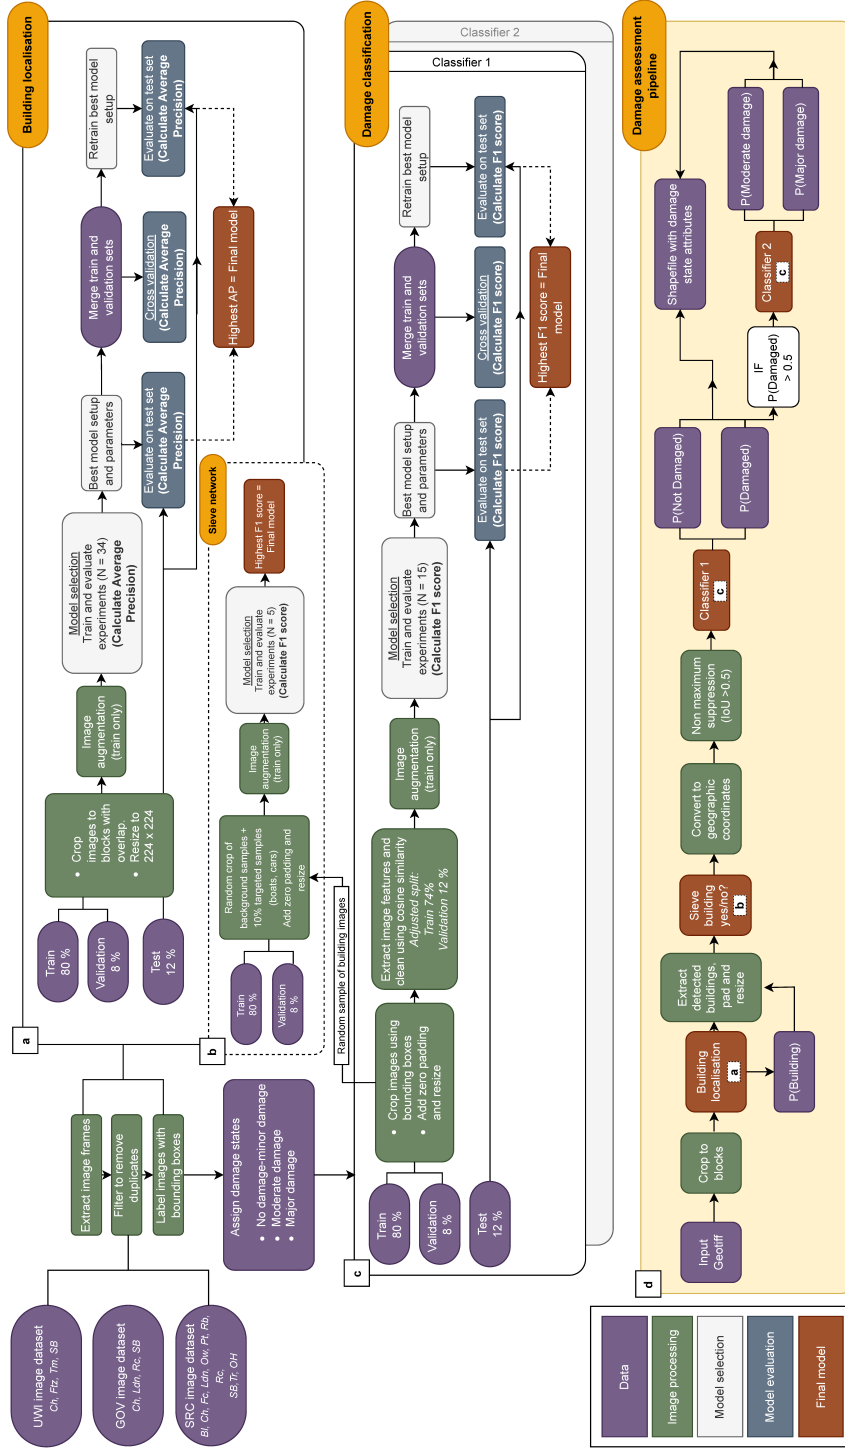 UWI image dataset
Ch, Ftz, Tm, SB
GOV image dataset
Ch, Ldn, Rc, SB
SRC image dataset
Bl, Ch, Fc, Ldn, Ow, Pt, Rb,
Rc,
SB,Tr, OH
Extract image frames
Filter to remove
duplicates
Label images with
bounding boxes
Assign damage states
• No damage-minor damage
• Moderate damage
• Major damage
Building localisation
a
Train
80 %
Validation
8 %
Test
12 %
• Crop
images to
blocks with
overlap.
• Resize to
224 x 224
Image
augmentation
(train only)
Model selection
Train and evaluate
experiments (N = 34)
(Calculate Average
Precision)
Best model setup
and parameters
Evaluate on test set
(Calculate Average
Precision)
Merge train and
validation sets
Cross validation
(Calculate Average
Precision)
Retrain best model
setup
Evaluate on test set
(Calculate Average
Precision)
Highest AP = Final model
Sieve network
b
Train
80 %
Validation
8 %
Random crop of
background samples +
10% targeted samples
(boats, cars)
Add zero padding and
resize
Image
augmentation
(train only)
Model selection
Train and evaluate
experiments (N = 5)
(Calculate F1 score)
Highest F1 score =
Final model
Random sample of building images
Damage classification
Classifier 1
Classifier 2
c
Train
80 %
Validation
8 %
Test
12 %
• Crop images using
bounding boxes
• Add zero padding
and resize
Extract image features and
clean using cosine similarity
Adjusted split:
Train 74%
Validation 12 %
Image
augmentation
(train only)
Model selection
Train and evaluate
experiments (N = 15)
(Calculate F1 score)
Best model setup
and parameters
Evaluate on test set
(Calculate F1 score)
Merge train and
validation sets
Cross validation
(Calculate F1 score)
Retrain best model
setup
Evaluate on test set
(Calculate F1 score)
Highest F1 score = Final
model
Damage assessment
pipeline
d
Input
Geotiff
Crop to
blocks
Building
localisation
a
P(Building)
Extract
detected
buildings,
pad and
resize
Sieve
building
yes/no?
b
Convert to
geographic
coordinates
Non maximum
suppression
(IoU >0.5)
Classifier 1
c
P(Not Damaged)
P(Damaged)
IF
P(Damaged)
> 0.5
Shapefile with damage
state attributes
Classifier 2
c
P(Moderate damage)
P(Major damage)
Data
Image processing
Model selection
Model evaluation
Final model